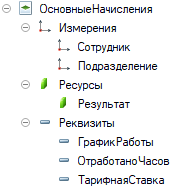 ОсновныеНачисления
Измерения
Сотрудник
Подразделение
Ресурсы
Результат
Реквизиты
ГрафикРаботы
ОтработаноЧасов
ТарифнаяСтавка